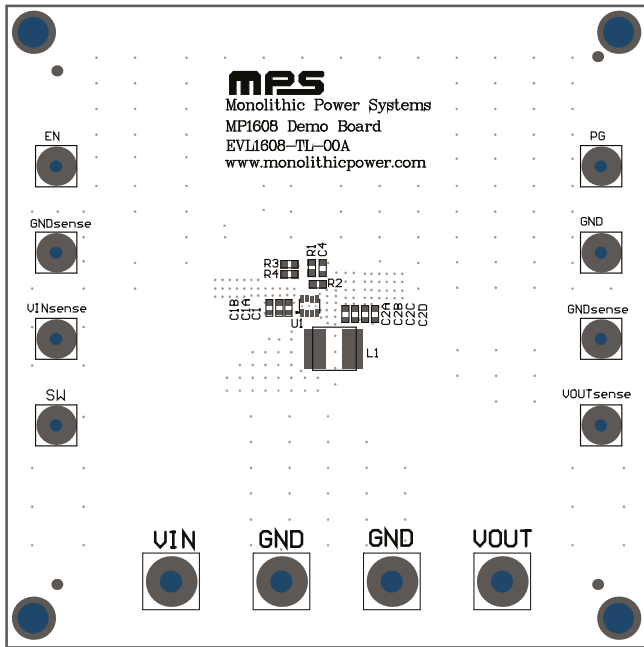 MPS
Monolithic Power Systems
MP1608 Demo Board
EVL1608-TL-00A
www.monolithicpower.com
EN
PG
GNDsense
GND
R3
R4
R1
C4
R2
VINsense
GNDsense
C1B
C1A
C1
U1
C2A
C2B
C2C
C2D
L1
SW
VOUTsense
VIN
GND
GND
VOUT